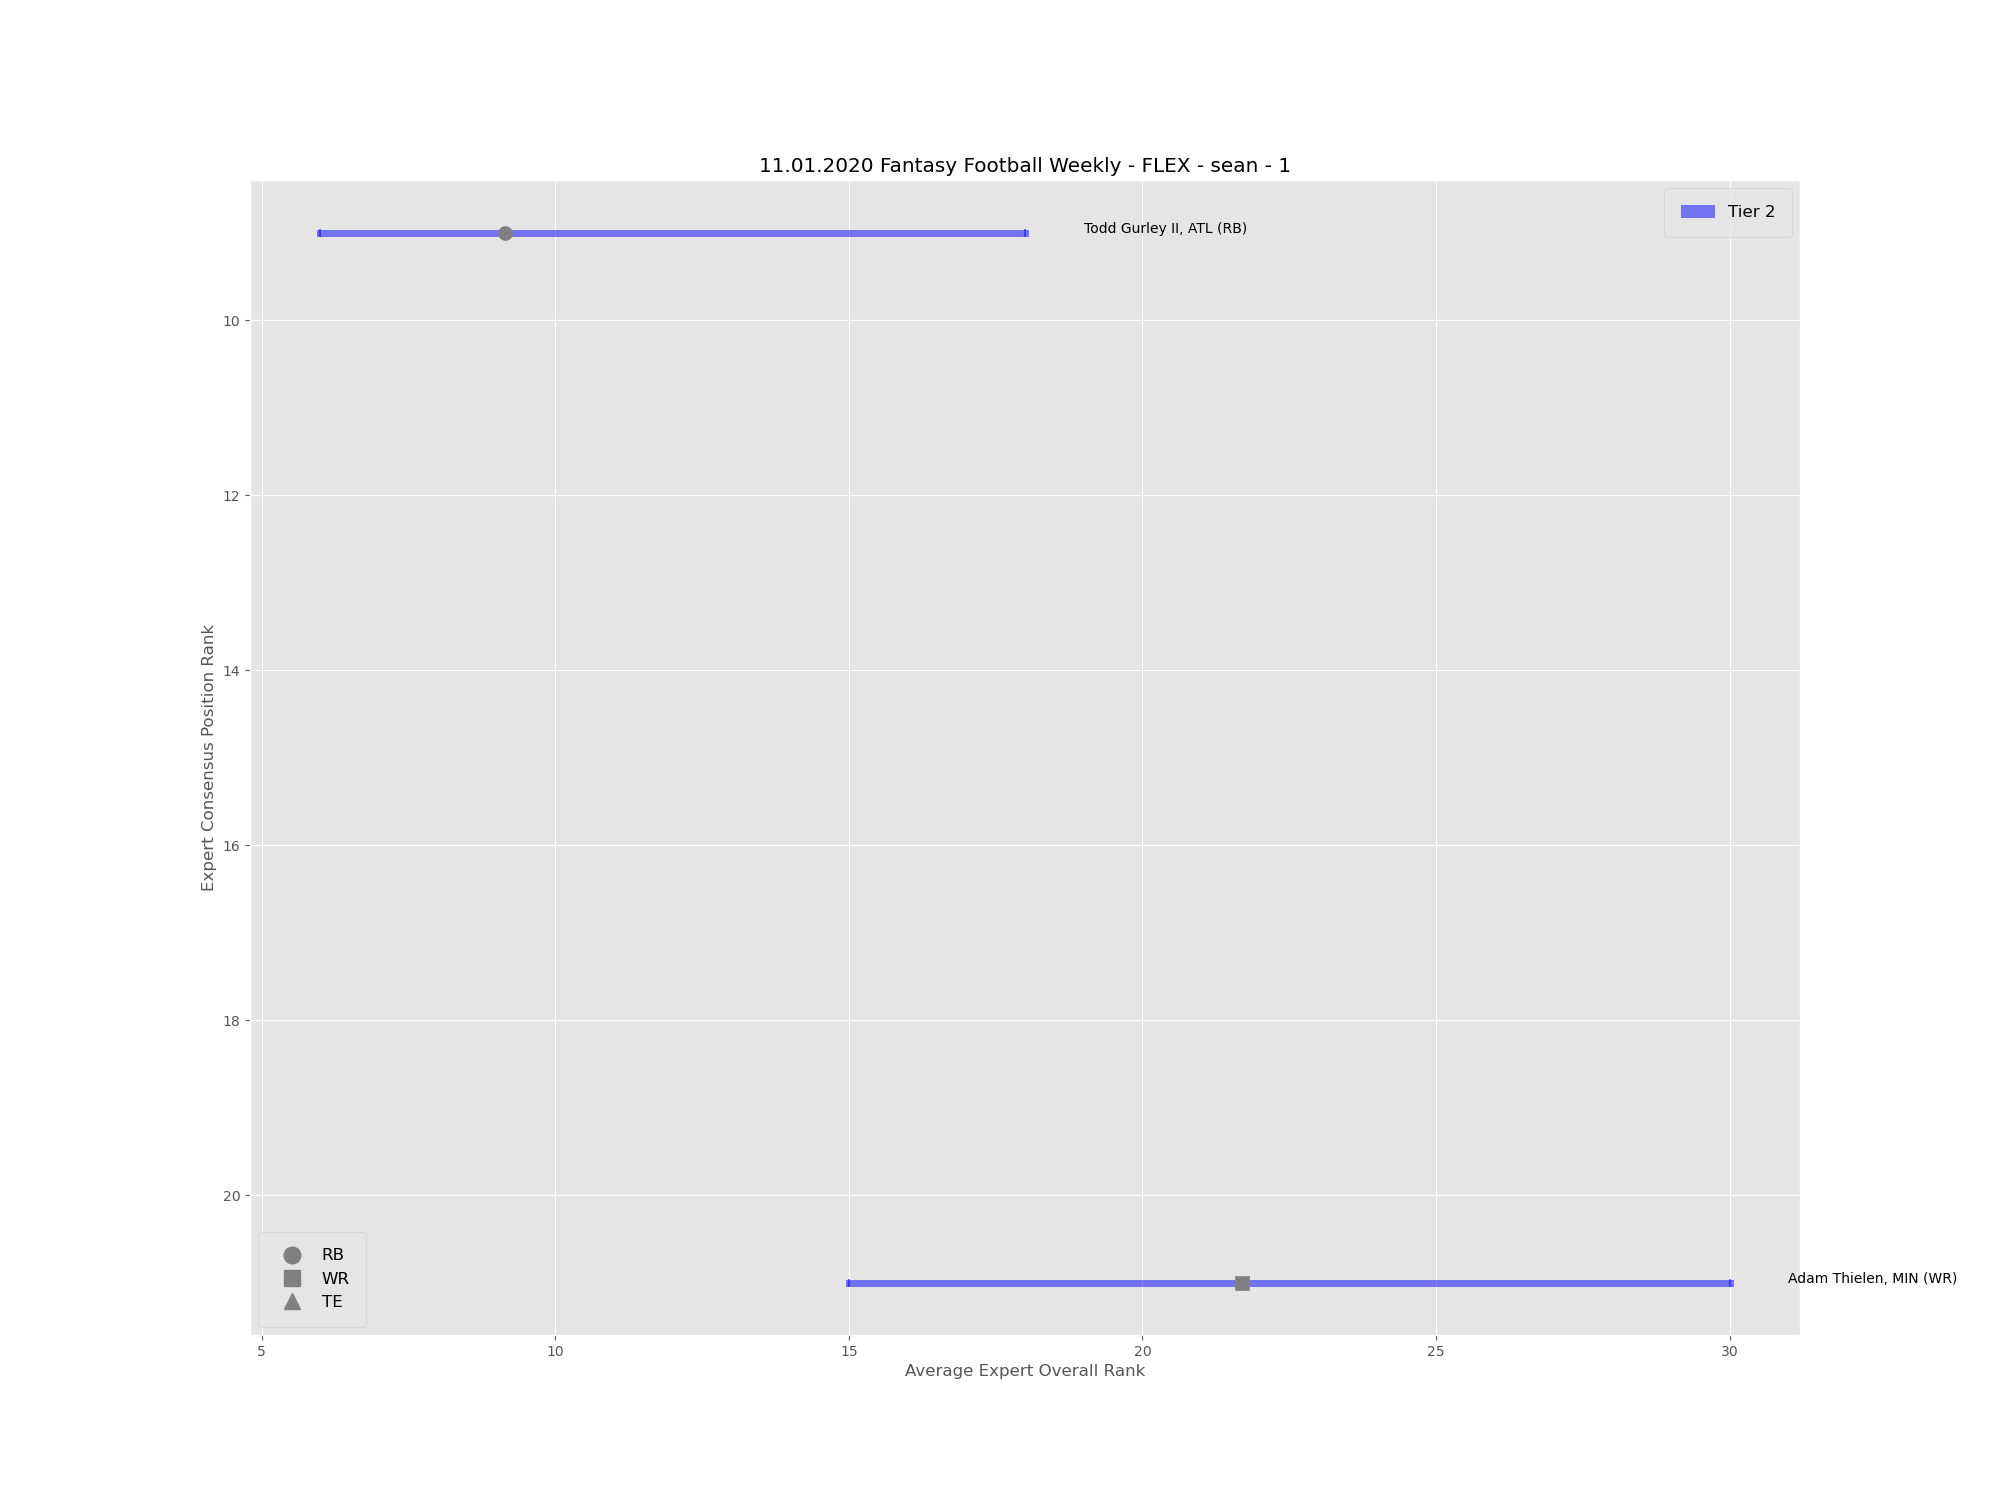 11.01.2020 Fantasy Football Weekly - FLEX - sean - 1
Tier 2
Todd Gurley II, ATL (RB)
10
12
14
16
18
20
Expert Consensus Position Rank
RB
WR
TE
Adam Thielen, MIN (WR)
5 10 15 20 25 30
Average Expert Overall Rank